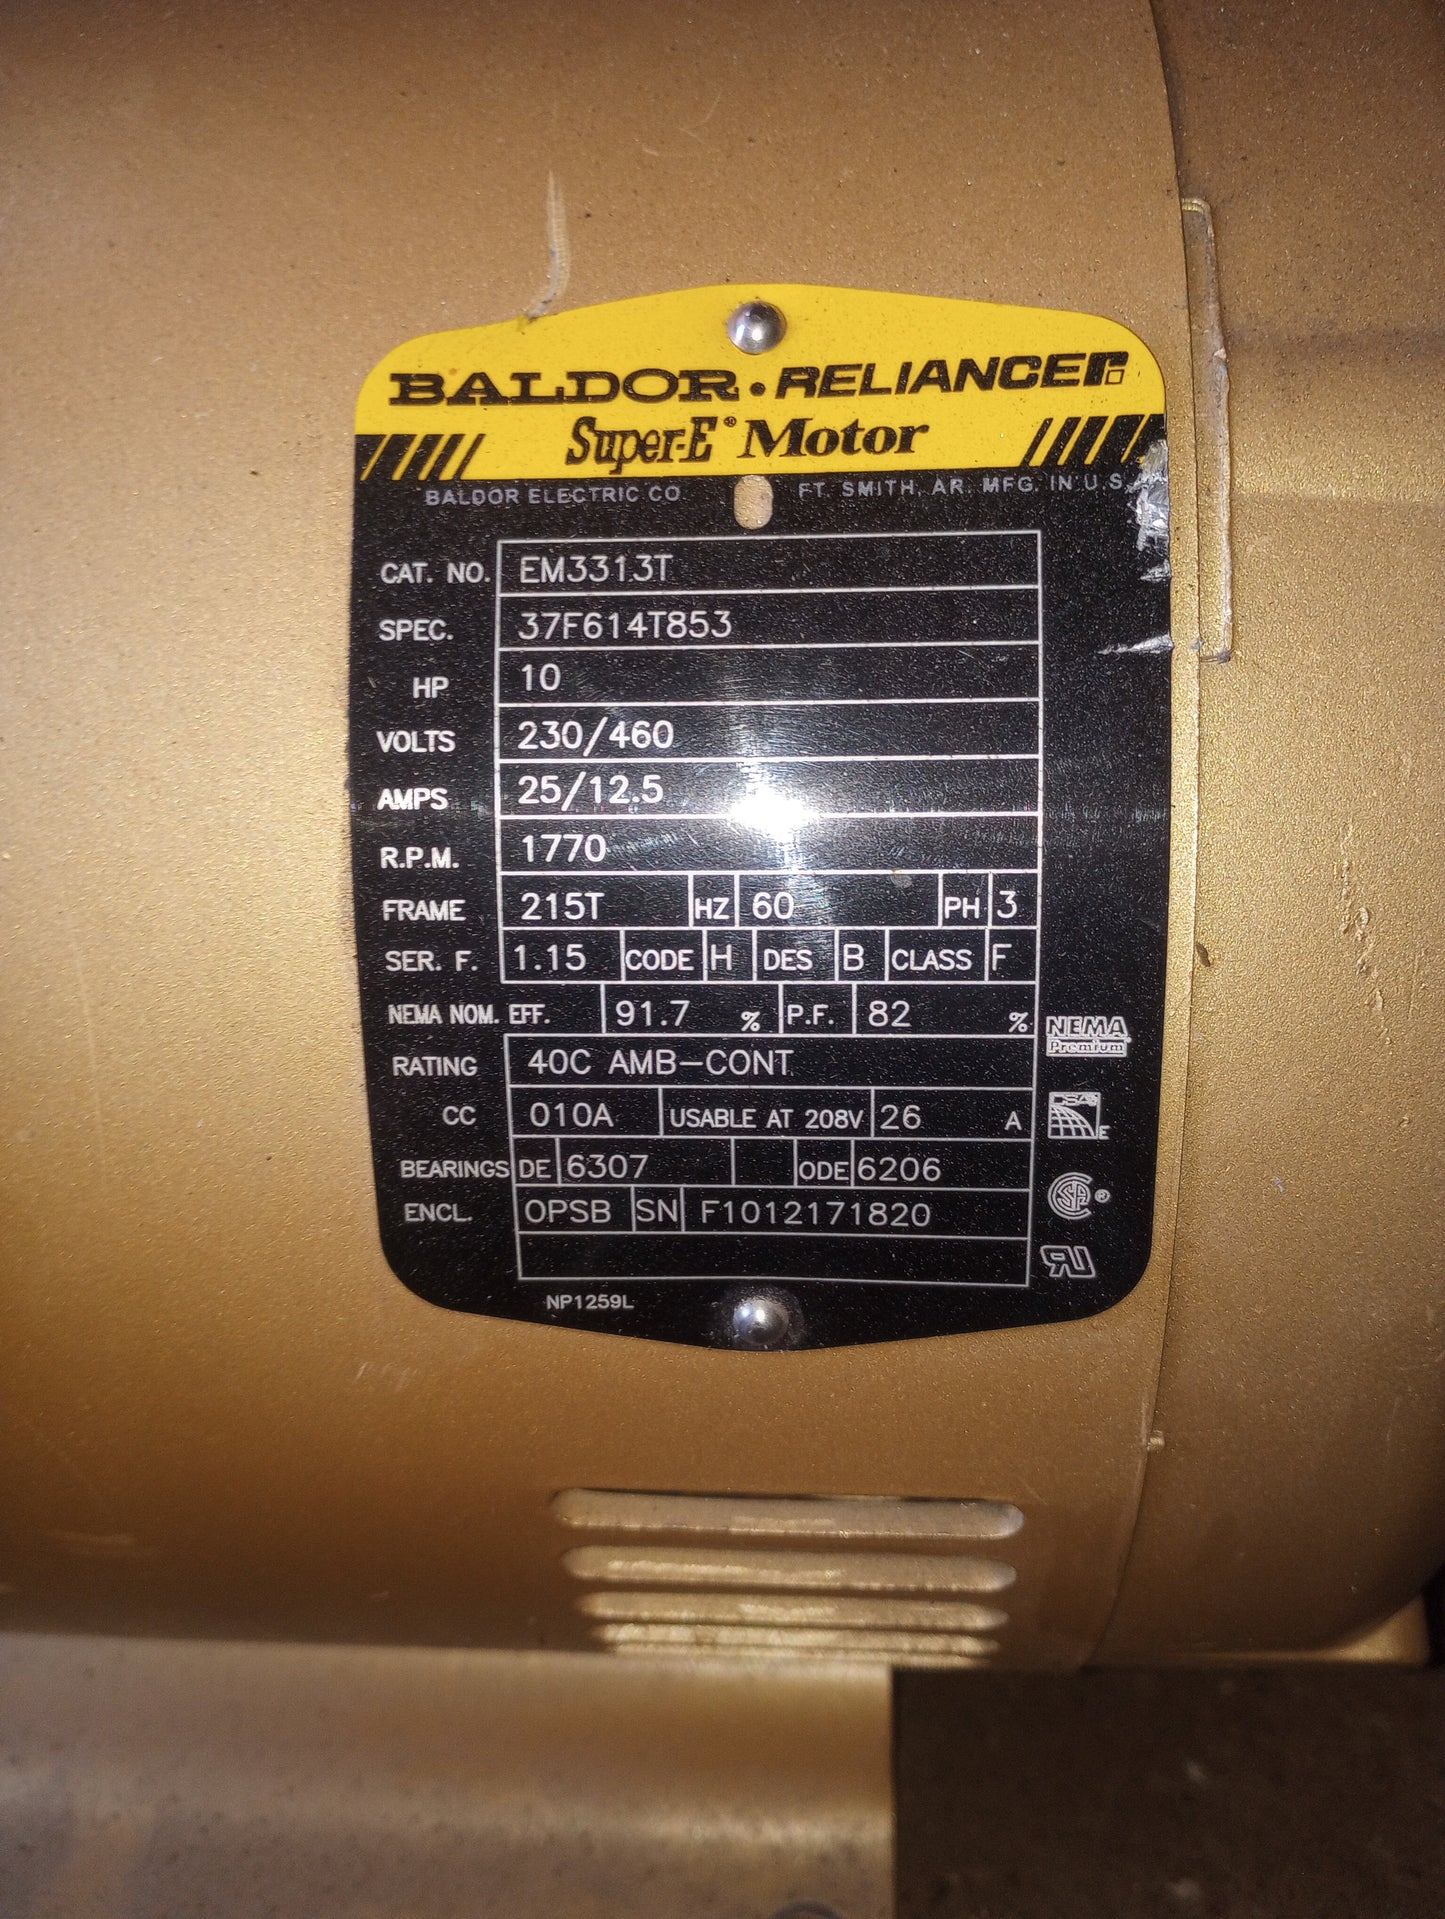 BALDOR • RELIANCE
Super-E® Motor
BALDOR ELECTRIC CO FT. SMITH, AR. MFG. IN U.S.A
CAT. NO. EM3313T
SPEC. 37F614T853
HP 10
VOLTS 230/460
AMPS 25/12.5
R.P.M. 1770
FRAME 215T HZ 60 PH 3
SER. F. 1.15 CODE H DES B CLASS F
NEMA NOM. EFF. 91.7 % P.F. 82 %
NEMA
Premium
RATING 40C AMB-CONT
CC 010A USABLE AT 208V 26 A
CSA E
BEARINGS DE 6307 ODE 6206
ENCL. OPSB SN F1012171820
SA ®
UR
NP1259L